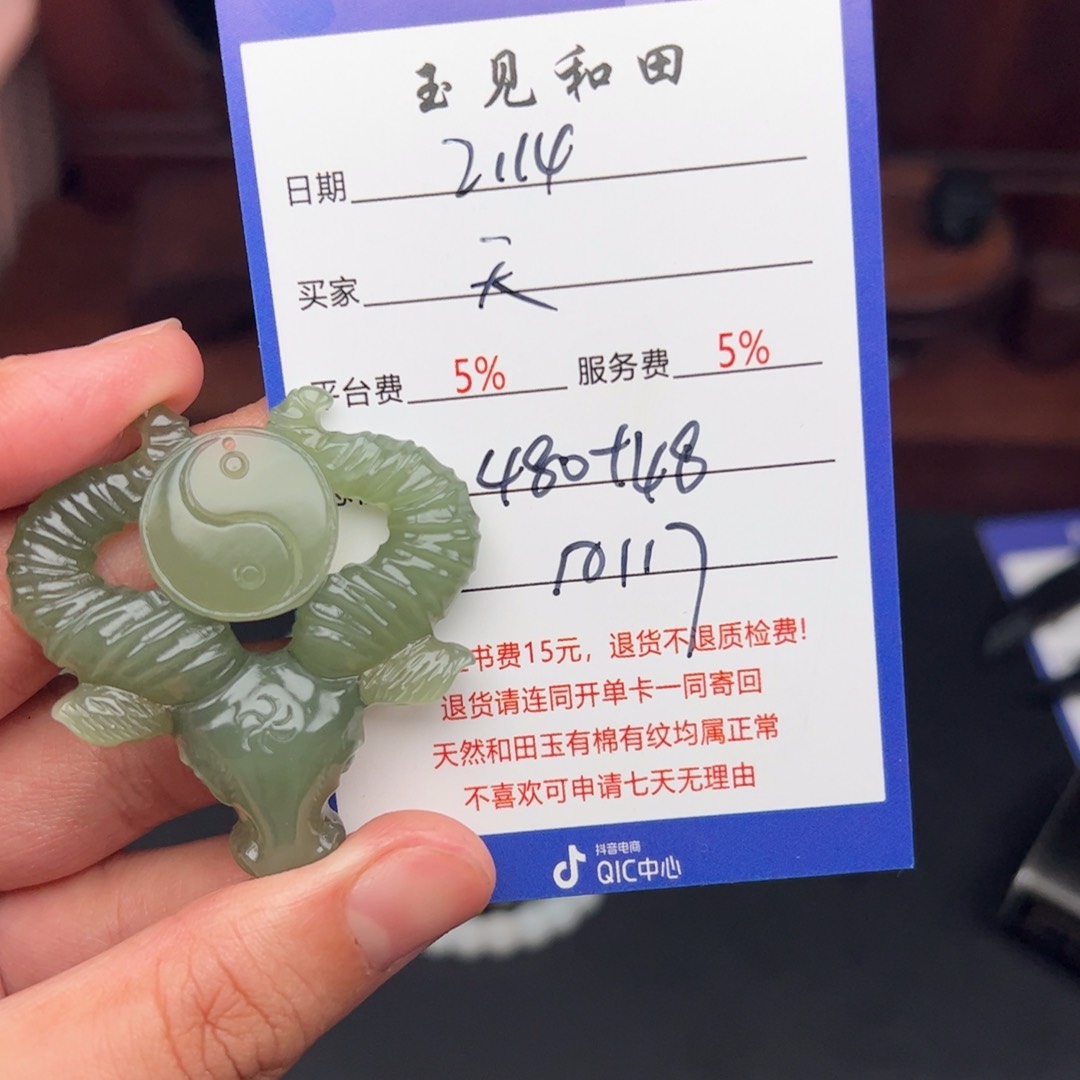 玉见和田
日期 2114
买家 天
平台费 5% 服务费 5%
480+48
书费15元，退货不退质检费！
退货请连同开单卡一同寄回
天然和田玉有棉有纹均属正常
不喜欢可申请七天无理由
抖音电商
QIC中心